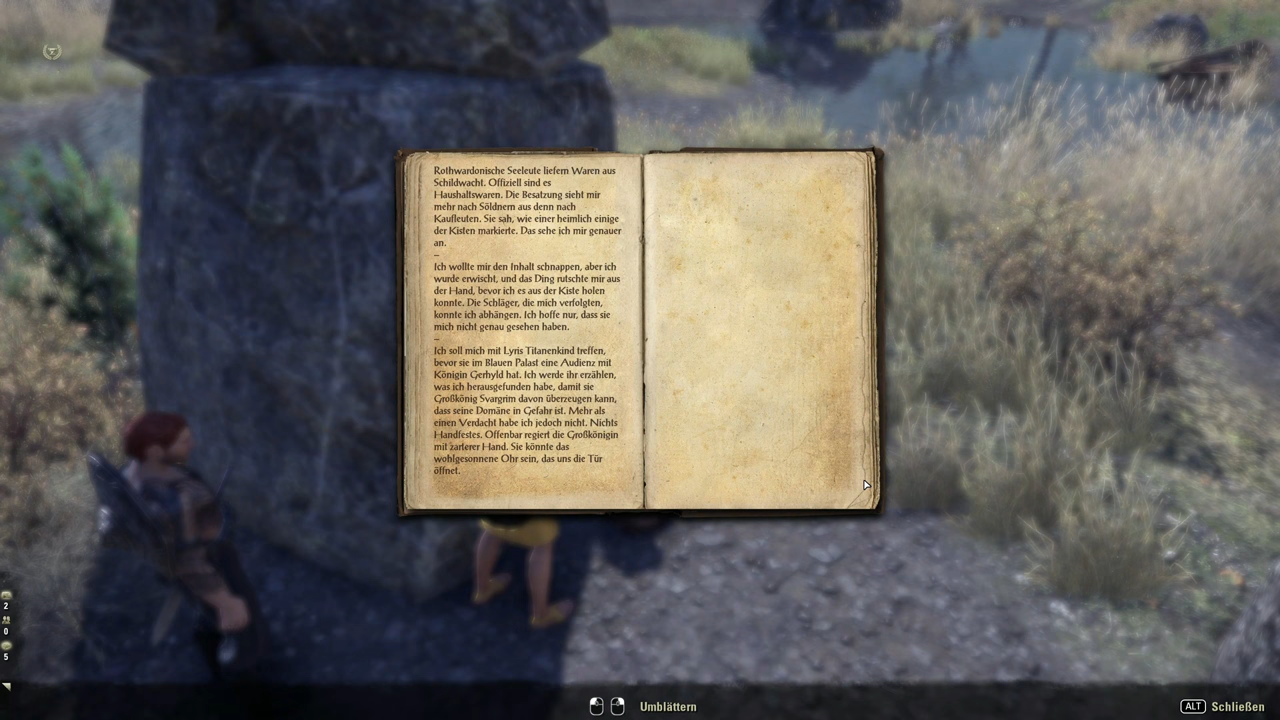 Rothwardonische Seeleute liefern Waren aus
Schildwacht. Offiziell sind es
Haushaltswaren. Die Besatzung sieht mir
mehr nach Söldnern aus denn nach
Kaufleuten. Sie sah, wie einer heimlich einige
der Kisten markierte. Das sehe ich mir genauer
an.
–
Ich wollte mir den Inhalt schnappen, aber ich
wurde erwischt, und das Ding rutschte mir aus
der Hand, bevor ich es aus der Kiste holen
konnte. Die Schläger, die mich verfolgten,
konnte ich abhängen. Ich hoffe nur, dass sie
mich nicht genau gesehen haben.
–
Ich soll mich mit Lyris Titanenkind treffen,
bevor sie im Blauen Palast eine Audienz mit
Königin Gerhyld hat. Ich werde ihr erzählen,
was ich herausgefunden habe, damit sie
Großkönig Svargrim davon überzeugen kann,
dass seine Domäne in Gefahr ist. Mehr als
einen Verdacht habe ich jedoch nicht. Nichts
Handfestes. Offenbar regiert die Großkönigin
mit zarterer Hand. Sie könnte das
wohlgesonnene Ohr sein, das uns die Tür
öffnet.
2
0
5
Umblättern
ALT Schließen